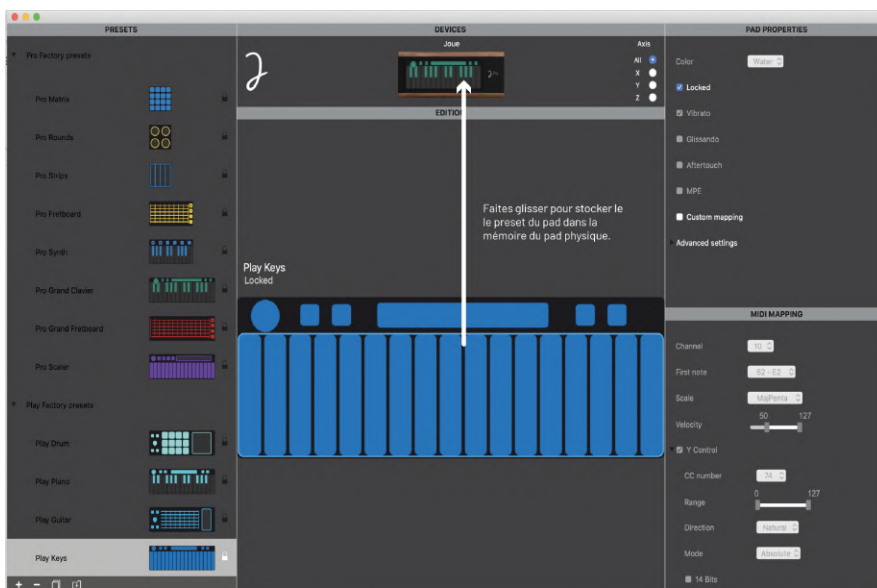 PRESETS
DEVICES
PAD PROPERTIES
Pro Factory presets
Pro Matrix
Pro Rounds
Pro Strips
Pro Fretboard
Pro Synth
Pro Grand Clavier
Pro Grand Fretboard
Pro Scaler
Play Factory presets
Play Drum
Play Piano
Play Guitar
Play Keys
Joue
Axis
All
X
Y
Z
EDITION
Faites glisser pour stocker le
le preset du pad dans la
mémoire du pad physique.
Play Keys
Locked
Color
Water
Locked
Vibrato
Glissando
Aftertouch
MPE
Custom mapping
Advanced settings
MIDI MAPPING
Channel
10
First note
52 - E2
Scale
MajPenta
50
127
Velocity
Y Control
CC number
74
0
127
Range
Direction
Natural
Mode
Absolute
14 Bits